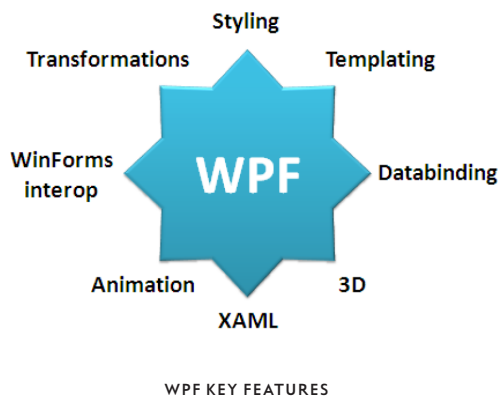 Styling
Transformations
Templating
WinForms
interop
WPF
Databinding
Animation
3D
XAML
WPF KEY FEATURES